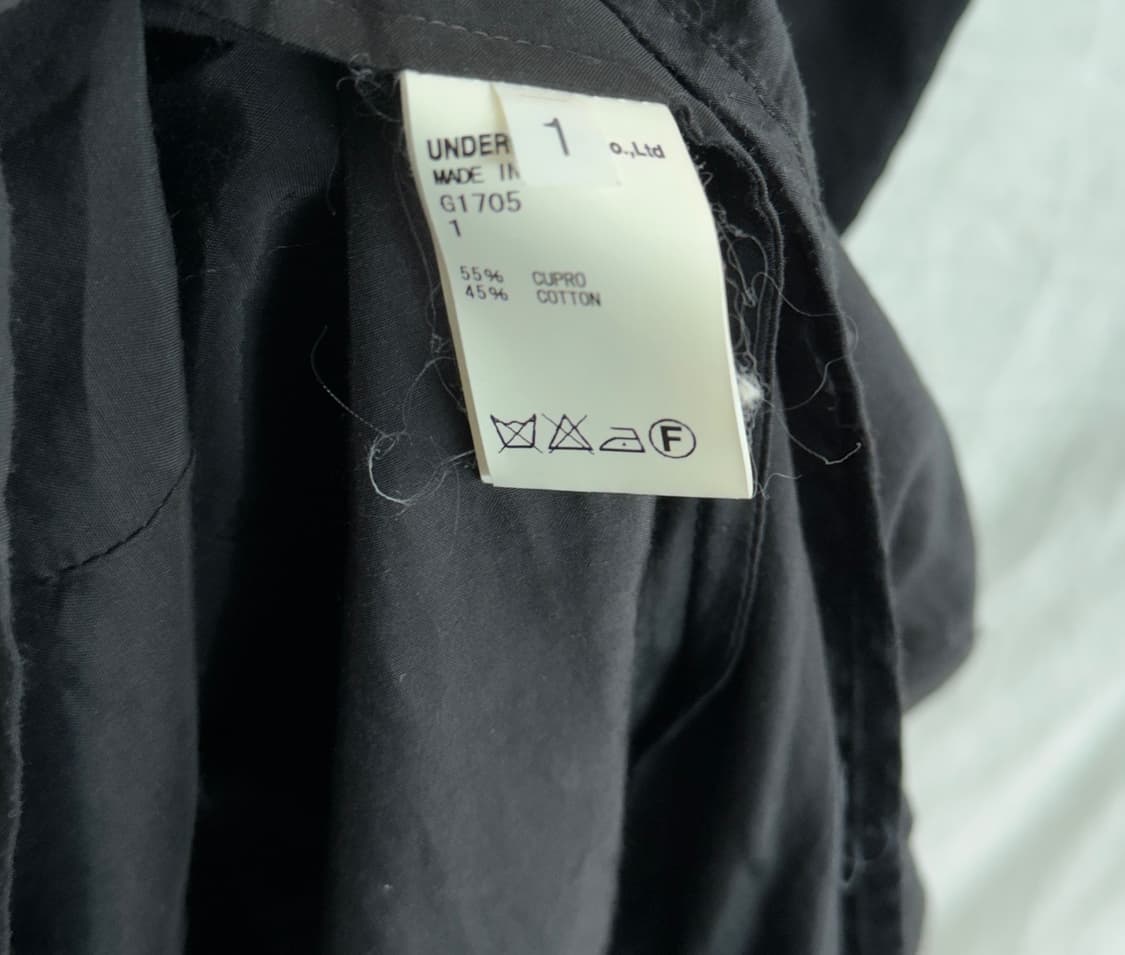 1
UNDER o.,Ltd
MADE IN
G1705
1
55% CUPRO
45% COTTON
F